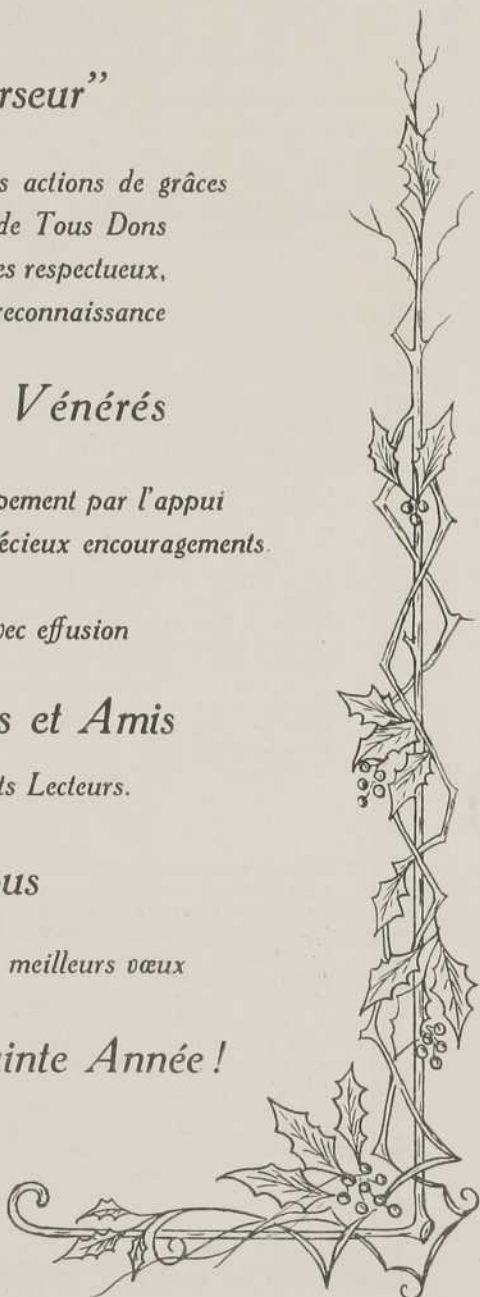 rseur”
s actions de grâces
de Tous Dons
es respectueux,
reconnaissance
Vénérés
pement par l'appui
écieux encouragements.
vec effusion
s et Amis
ts Lecteurs.
ous
meilleurs vœux
inte Année !